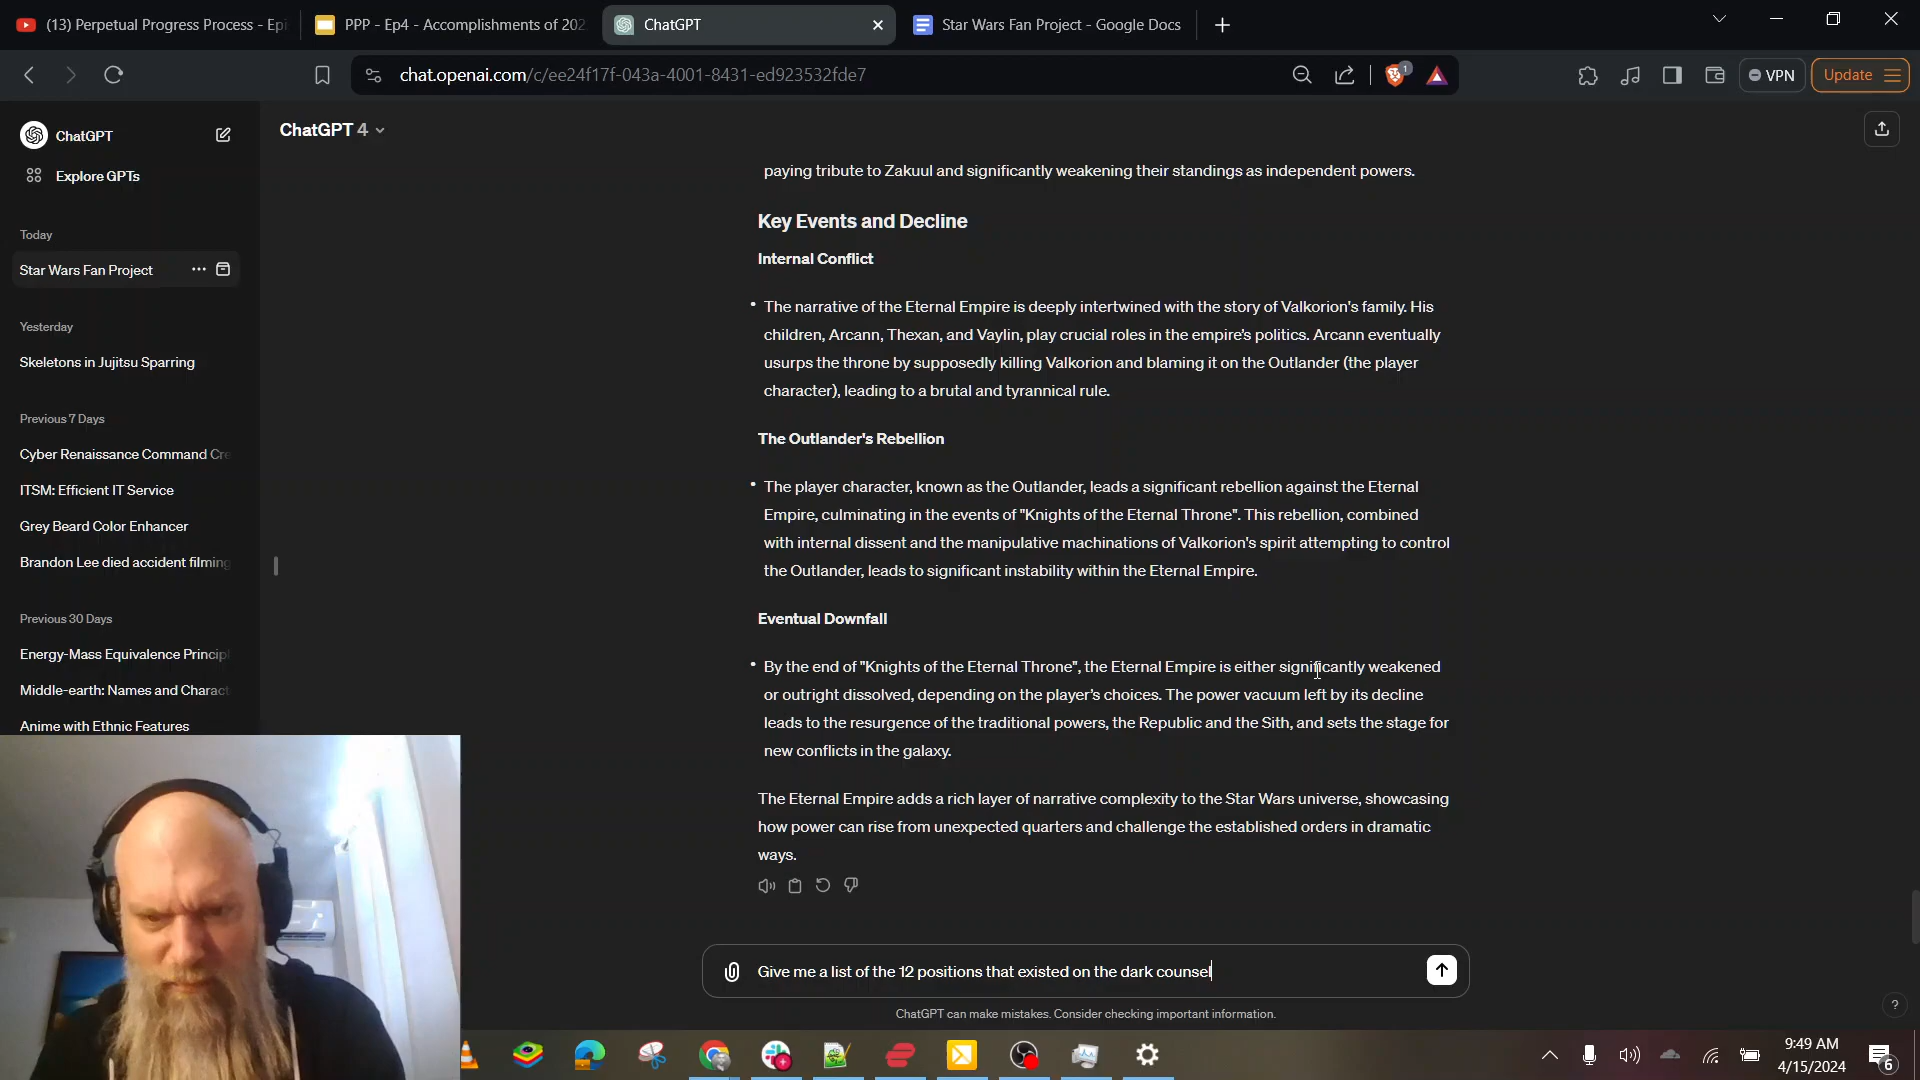 (13) Perpetual Progress Process - Epi
PPP - Ep4 - Accomplishments of 202
ChatGPT
Star Wars Fan Project - Google Docs
chat.openai.com/c/ee24f17f-043a-4001-8431-ed923532fde7
1
VPN
Update
ChatGPT
Explore GPTs
Today
Star Wars Fan Project
Yesterday
Skeletons in Jujitsu Sparring
Previous 7 Days
Cyber Renaissance Command Cre
ITSM: Efficient IT Service
Grey Beard Color Enhancer
Brandon Lee died accident filming
Previous 30 Days
Energy-Mass Equivalence Princip
Middle-earth: Names and Charact
Anime with Ethnic Features
ChatGPT 4
paying tribute to Zakuul and significantly weakening their standings as independent powers.
Key Events and Decline
Internal Conflict
• The narrative of the Eternal Empire is deeply intertwined with the story of Valkorion's family. His
children, Arcann, Thexan, and Vaylin, play crucial roles in the empire's politics. Arcann eventually
usurps the throne by supposedly killing Valkorion and blaming it on the Outlander (the player
character), leading to a brutal and tyrannical rule.
The Outlander's Rebellion
• The player character, known as the Outlander, leads a significant rebellion against the Eternal
Empire, culminating in the events of "Knights of the Eternal Throne". This rebellion, combined
with internal dissent and the manipulative machinations of Valkorion's spirit attempting to control
the Outlander, leads to significant instability within the Eternal Empire.
Eventual Downfall
• By the end of "Knights of the Eternal Throne", the Eternal Empire is either significantly weakened
or outright dissolved, depending on the player's choices. The power vacuum left by its decline
leads to the resurgence of the traditional powers, the Republic and the Sith, and sets the stage for
new conflicts in the galaxy.
The Eternal Empire adds a rich layer of narrative complexity to the Star Wars universe, showcasing
how power can rise from unexpected quarters and challenge the established orders in dramatic
ways.
Give me a list of the 12 positions that existed on the dark counsel
ChatGPT can make mistakes. Consider checking important information.
?
9:49 AM
4/15/2024
6